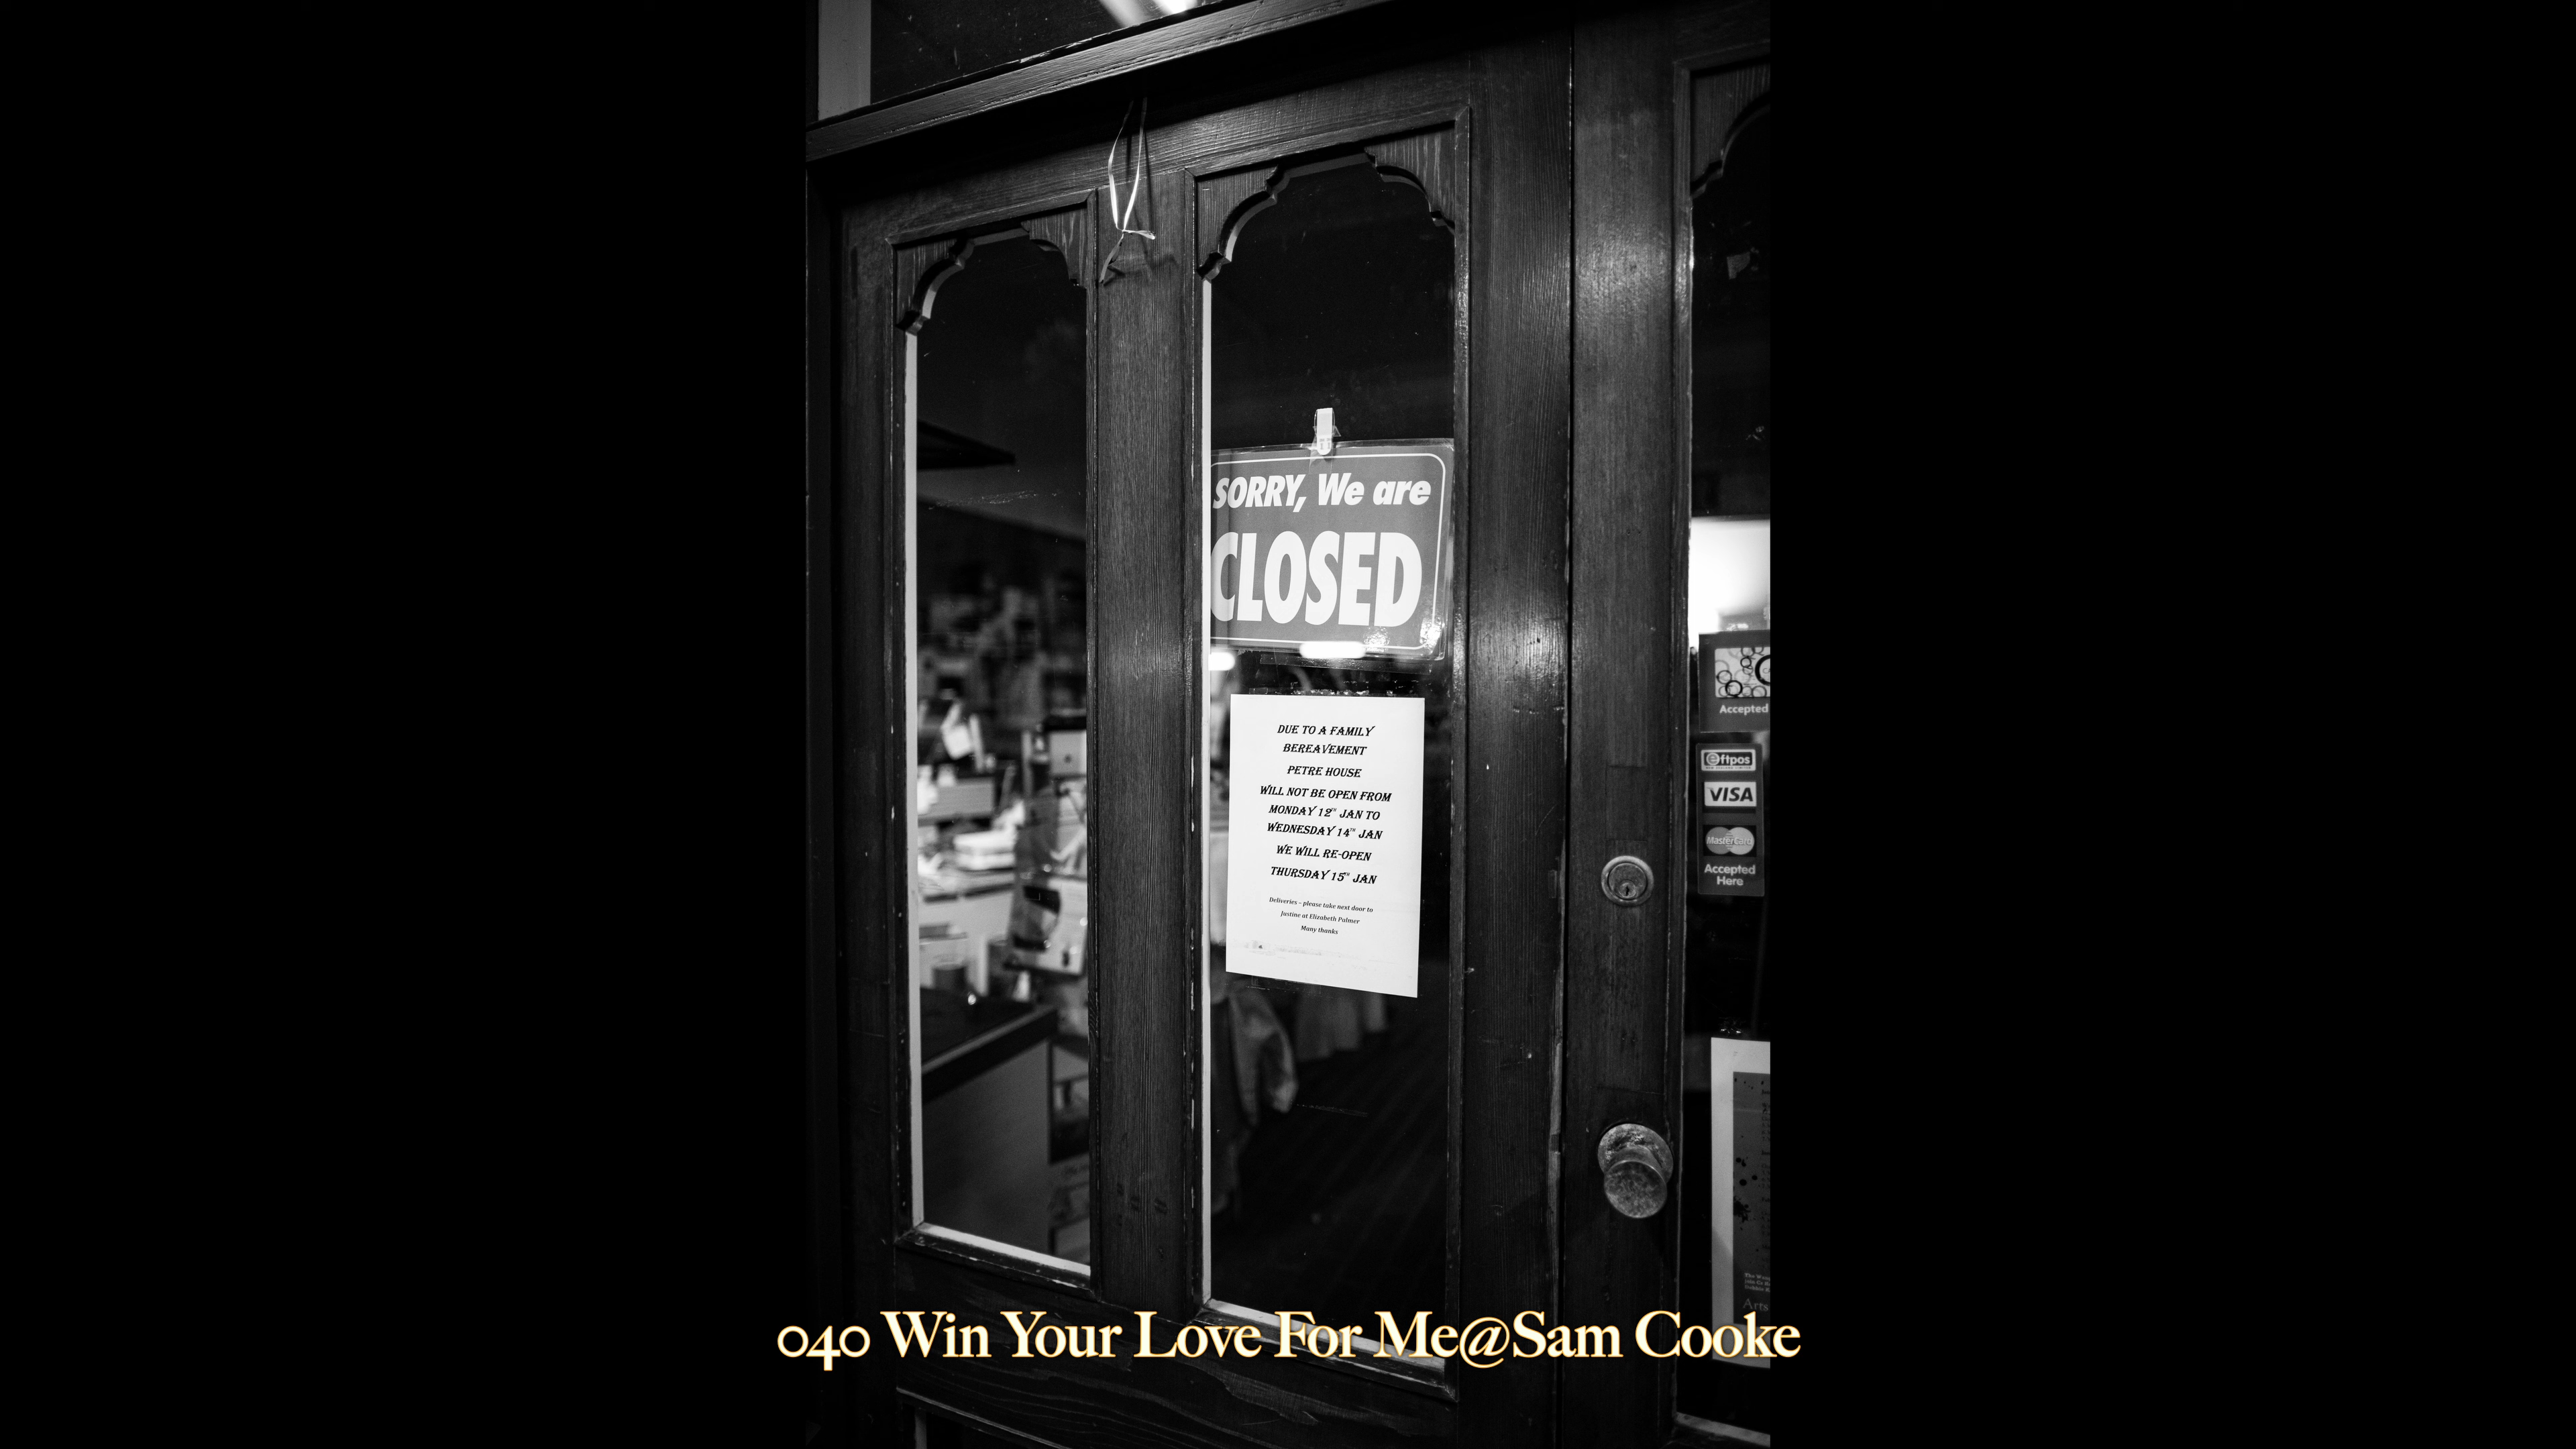 SORRY, We are
CLOSED
DUE TO A FAMILY
BEREAVEMENT
PETRE HOUSE
WILL NOT BE OPEN FROM
MONDAY 12TH JAN TO
WEDNESDAY 14TH JAN
WE WILL RE-OPEN
THURSDAY 15TH JAN
Deliveries – please take next door to
Justine at Elizabeth Palmer
Many thanks
Accepted
eftpos
VISA
MasterCard
Accepted
Here
Arts
040 Win Your Love For Me@Sam Cooke